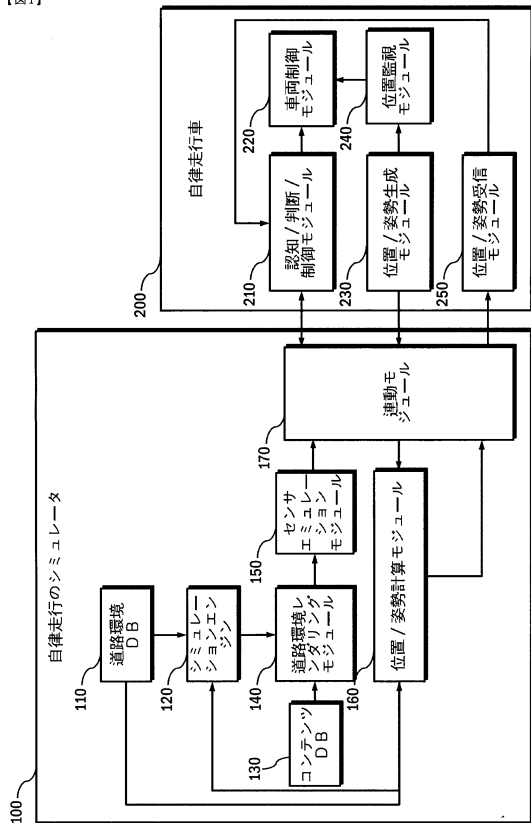 【図1】
100
自律走行のシミュレータ
110
道路環境
DB
120
シミュレー
ションエン
ジン
130
コンテンツ
DB
140
道路環境レ
ンダリング
モジュール
150
センサ
エミュレー
ション
モジュール
160
位置/姿勢計算モジュール
170
連動モ
ジュール
200
自律走行車
210
認知/判断/
制御モジュール
220
車両制御
モジュール
230
位置/姿勢生成
モジュール
240
位置監視
モジュール
250
位置/姿勢受信
モジュール